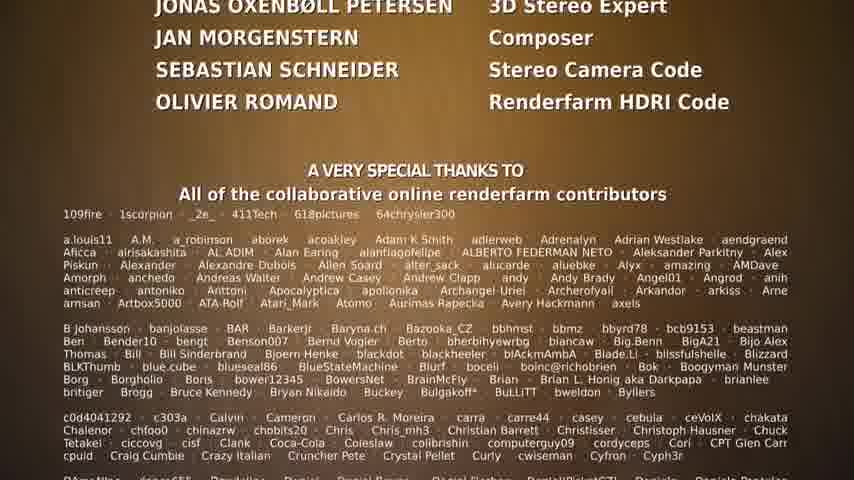 JONAS OXENBØLL PETERSEN 3D Stereo Expert
JAN MORGENSTERN Composer
SEBASTIAN SCHNEIDER Stereo Camera Code
OLIVIER ROMAND Renderfarm HDRI Code
A VERY SPECIAL THANKS TO
All of the collaborative online renderfarm contributors
109fire · 1scorpion · _2e_ · 411Tech · 618pictures · 64chrysler300
a.louis11 · A.M. · a_robinson · aborek · acoakley · Adam K Smith · adlerweb · Adrenalyn · Adrian Westlake · aendgraend
Aficca · airisakashita · AL.ADIM · Alan Earing · alantiagofelipe · ALBERTO FEDERMAN NETO · Aleksander Parkitny · Alex
Piskun · Alexander · Alexandre Dubois · Allen Soard · alter_sack · alucarde · aluebke · Alyx · amazing · AMDave
Amorph · anchedo · Andreas Walter · Andrew Casey · Andrew Clapp · andy · Andy Brady · Angel01 · Angrod · anih
anticreep · antoniko · Anttoni · Apocalyptica · apollonika · Archangel Uriel · Archerofyail · Arkandor · arkiss · Arne
arnsan · Artbox5000 · ATA-Rolf · Atari_Mark · Atomo · Aurimas Rapecka · Avery Hackmann · axels
B Johansson · banjolasse · BAR · BarkerJr · Baryna.ch · Bazooka_CZ · bbhmst · bbmz · bbyrd78 · bcb9153 · beastman
Ben · Bender10 · bengt · Benson007 · Bernd Vogier · Berto · bherbihyewrbg · biancaw · Big.Benn · BigA21 · Bijo Alex
Thomas · Bill · Bill Sinderbrand · Bjoern Henke · blackdot · blackheeler · blAckmAmbA · Blade.Li · blissfulshelle · Blizzard
BLKThumb · blue.cube · blueseal86 · BlueStateMachine · Blurf · boceli · boinc@richobrien · Bok · Boogyman Munster
Borg · Borgholio · Boris · bower12345 · BowersNet · BrainMcFly · Brian · Brian L. Honig aka Darkpapa · brianlee
britiger · Brogg · Bruce Kennedy · Bryan Nikaido · Buckey · Bulgakoff* · BuLLiTT · bweldon · Byllers
c0d4041292 · c303a · Calvin · Cameron · Carlos R. Moreira · carra · carre44 · casey · cebula · ceVoIX · chakata
Chalenor · chfoo0 · chinazrw · chobits20 · Chris · Chris_mh3 · Christian Barrett · Christisser · Christoph Hausner · Chuck
Tetakel · ciccovg · cisf · Clank · Coca-Cola · Coleslaw · colibrishin · computerguy09 · cordyceps · Cori · CPT Glen Carr
cpuid · Craig Cumbie · Crazy Italian · Cruncher Pete · Crystal Pellet · Curly · cwiseman · Cyfron · Cyph3r